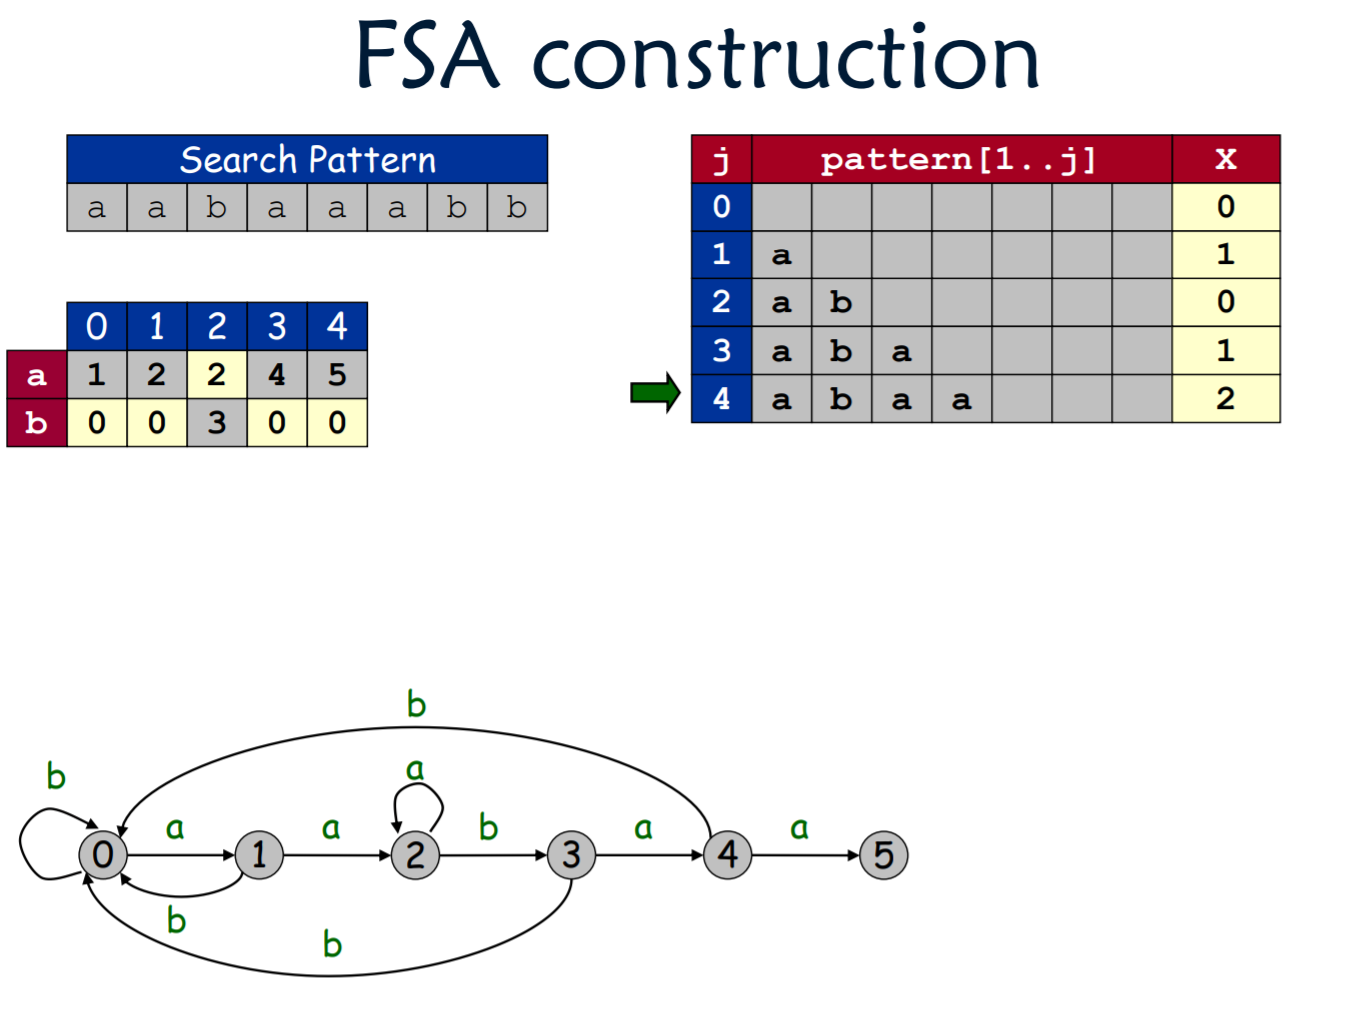 FSA construction
Search Pattern
a a b a a a b b
0 1 2 3 4
a 1 2 2 4 5
b 0 0 3 0 0
j pattern[1..j] X
0 0
1 a 1
2 a b 0
3 a b a 1
4 a b a a 2
b
b a a a b a a
0 1 2 3 4 5
b
b